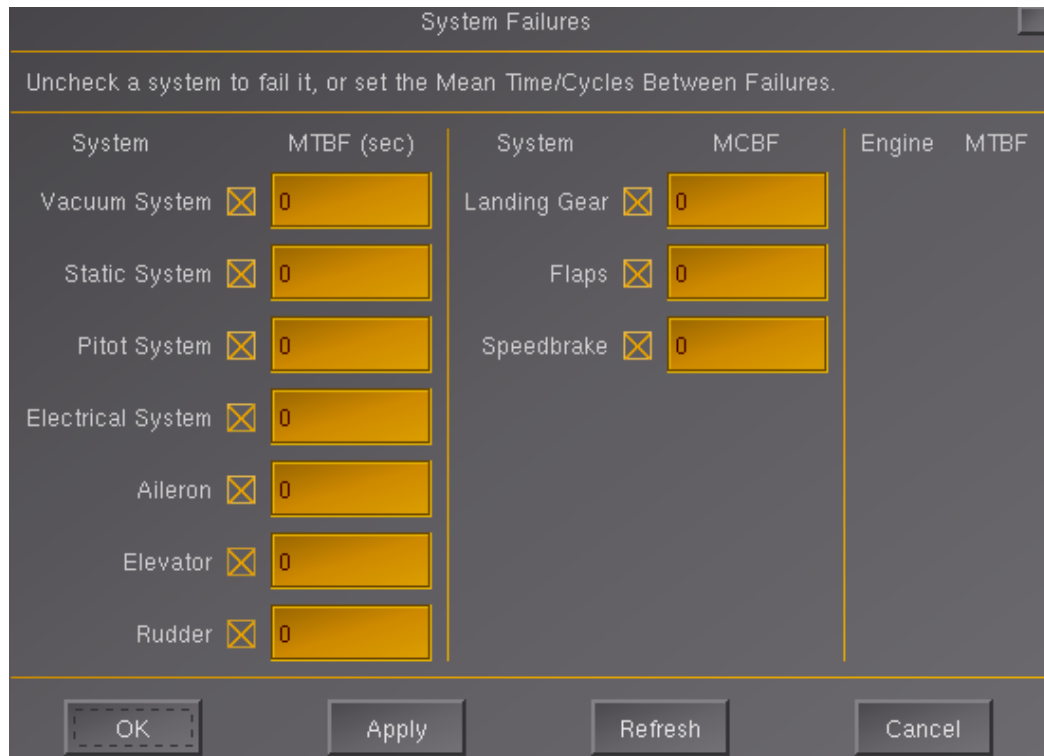 System Failures
Uncheck a system to fail it, or set the Mean Time/Cycles Between Failures.
System MTBF (sec) System MCBF Engine MTBF
Vacuum System 0 Landing Gear 0
Static System 0 Flaps 0
Pitot System 0 Speedbrake 0
Electrical System 0
Aileron 0
Elevator 0
Rudder 0
OK Apply Refresh Cancel